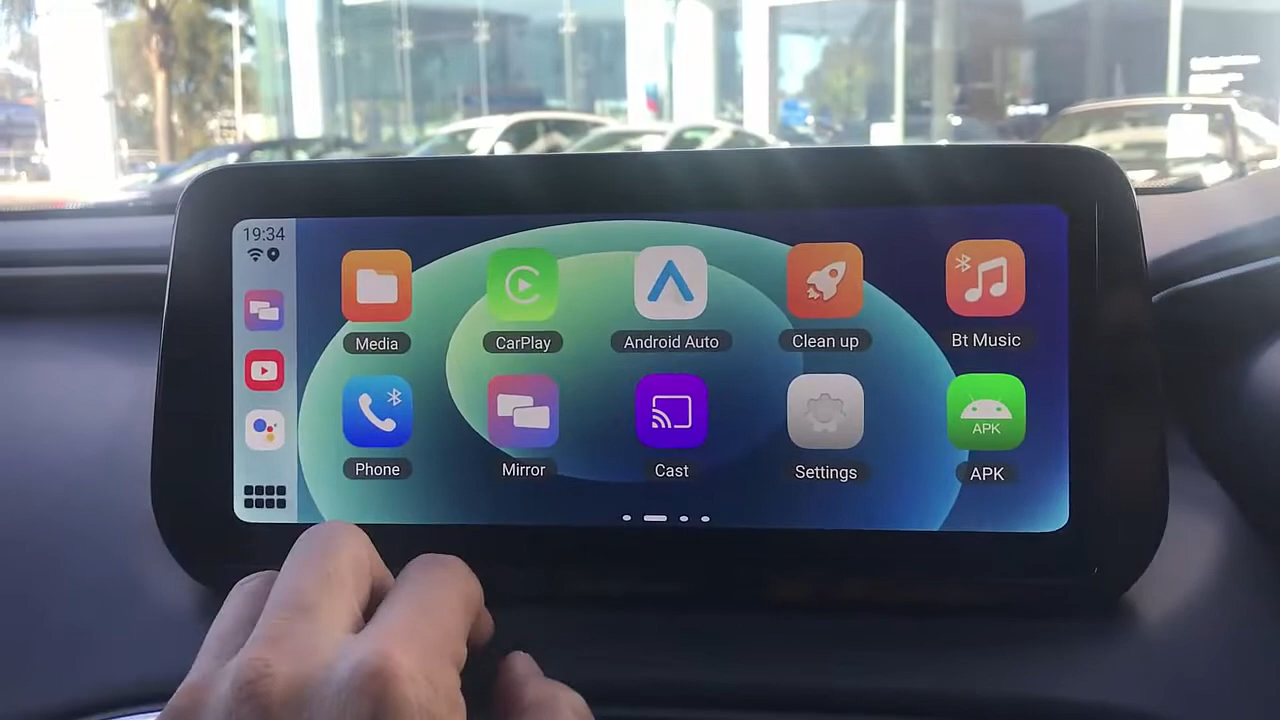 19:34
Media
CarPlay
Android Auto
Clean up
Bt Music
Phone
Mirror
Cast
Settings
APK
APK